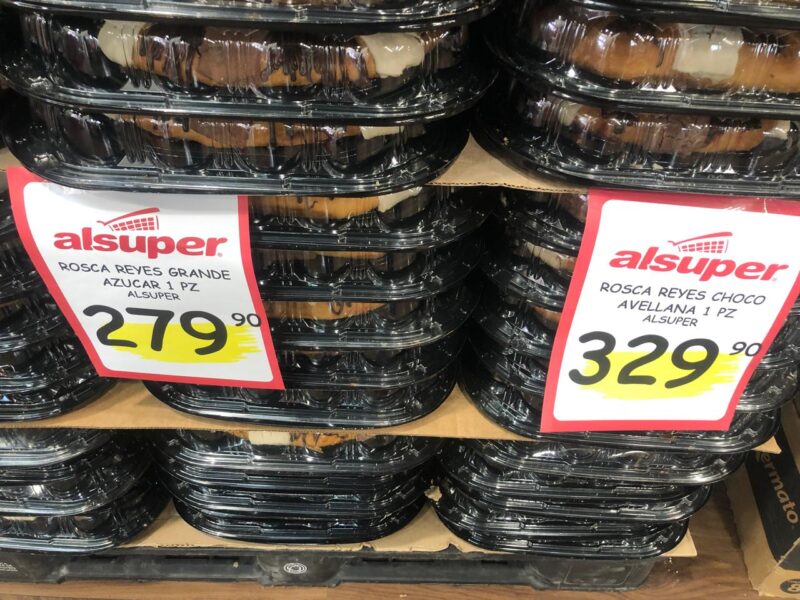 alsuper
ROSCA REYES GRANDE
AZUCAR 1 PZ
ALSUPER
279 90
alsuper
ROSCA REYES CHOCO
AVELLANA 1 PZ
ALSUPER
329 90